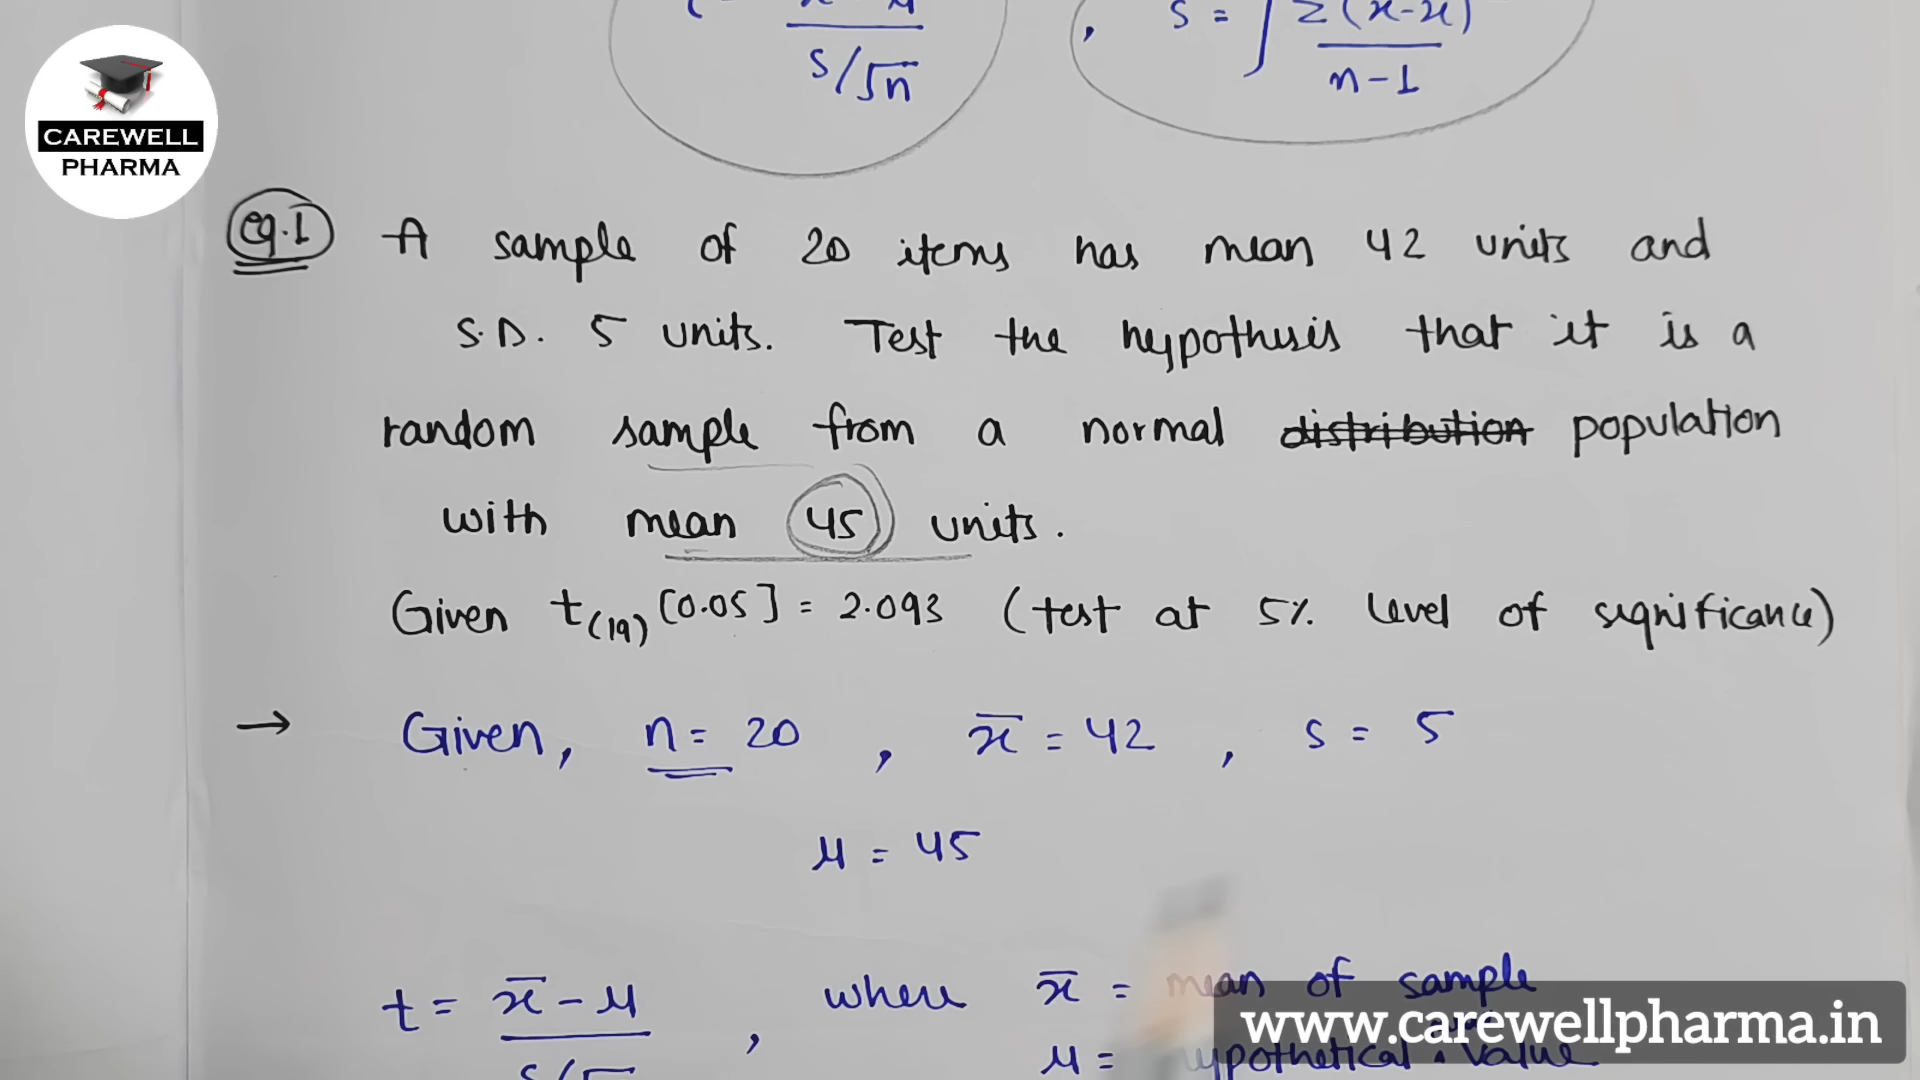 S/√n
S = √Σ(x-x̄)
n-1
CAREWELL
PHARMA
eg.1 A sample of 20 items has mean 42 units and
S.D. 5 units. Test the hypothesis that it is a
random sample from a normal distribution population
with mean 45 units.
Given t(19) [0.05] = 2.093 (test at 5% level of significance)
→ Given, n = 20 , x̄ = 42 , s = 5
μ = 45
t = x̄ - μ , where x̄ = mean of sample
μ = hypothetical value
www.carewellpharma.in